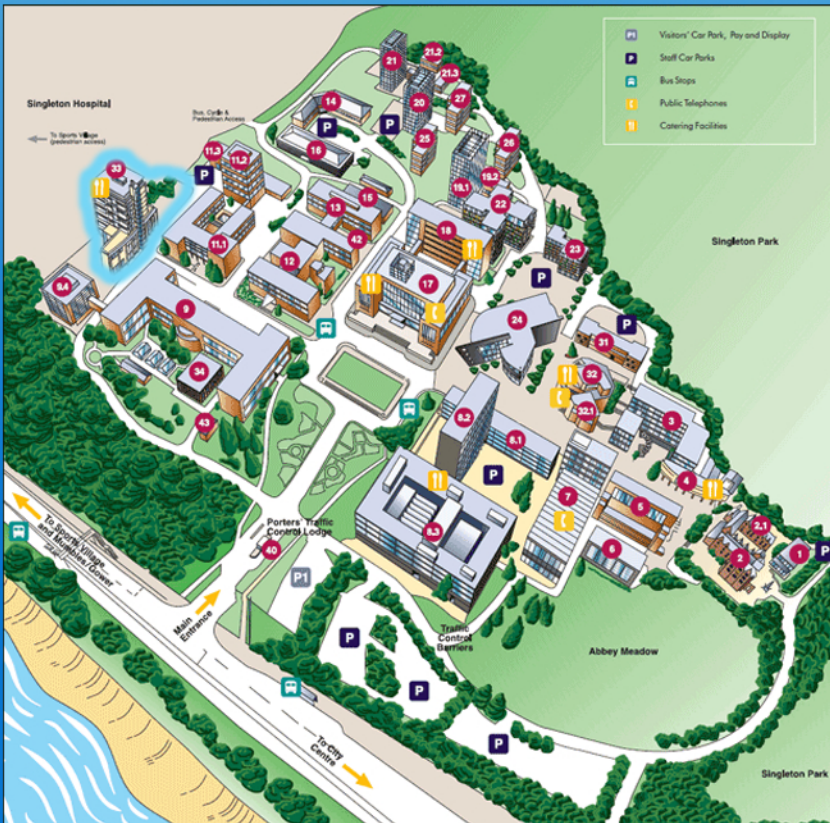 P1 Visitors' Car Park, Pay and Display
P Staff Car Parks
Bus Stops
Public Telephones
Catering Facilities
Singleton Hospital
To Sports Village
(pedestrian access)
Bus, Cycle &
Pedestrian Access
21
21.2
21.3
20
27
14
P
P
16
25
26
11.3
11.2
P
33
19.2
19.1
15
13
22
18
42
11.1
12
23
Singleton Park
17
P
9.4
9
24
P
31
34
32
32.1
3
43
8.2
8.1
P
4
7
5
8.3
6
2.1
2
1
P
To Sports Village
and Mumbles/Gower
Porters' Traffic
Control Lodge
40
P1
Main
Entrance
P
Traffic
Control
Barriers
Abbey Meadow
P
P
To City
Centre
Singleton Park